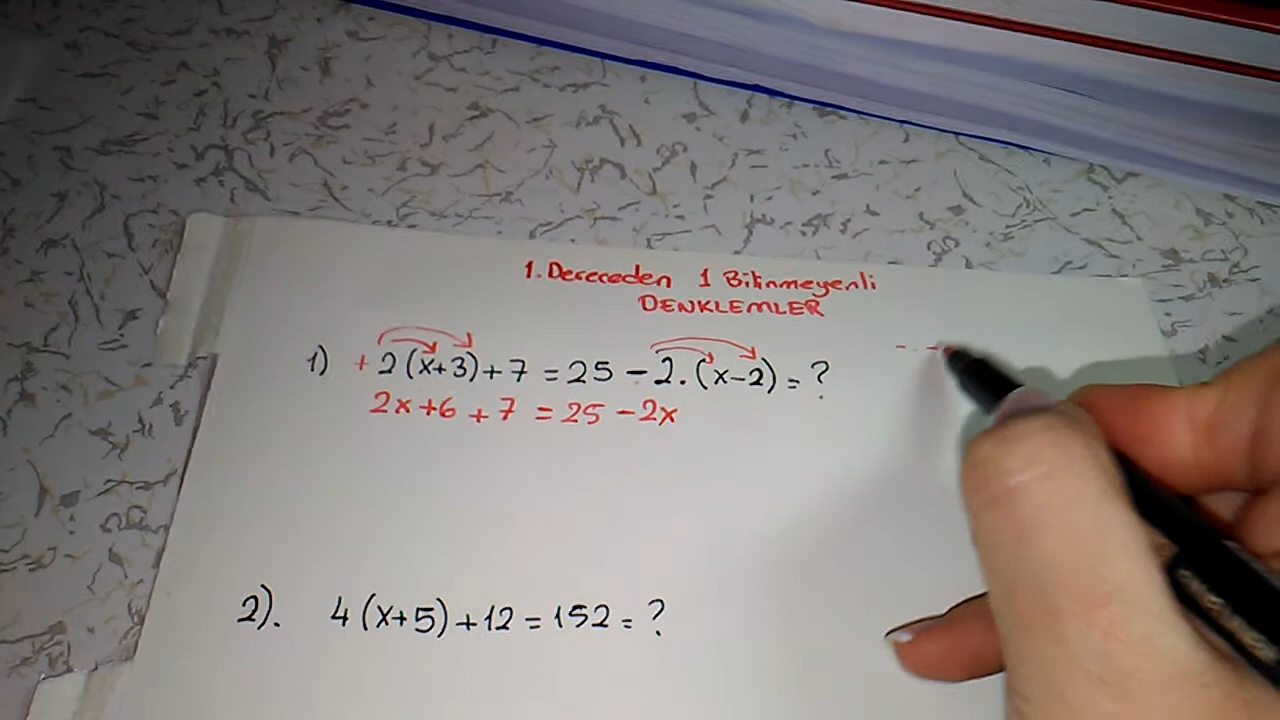 1. Dereceden 1 Bilinmeyenli
DENKLEMLER
1) +2(x+3)+7=25-2.(x-2)=?
2x+6+7=25-2x
- . -
2). 4(x+5)+12=152=?